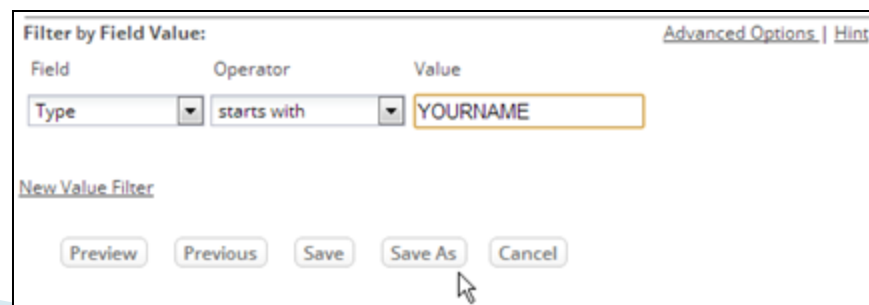 Filter by Field Value: Advanced Options | Hint
Field Operator Value
Type starts with YOURNAME
New Value Filter
Preview Previous Save Save As Cancel